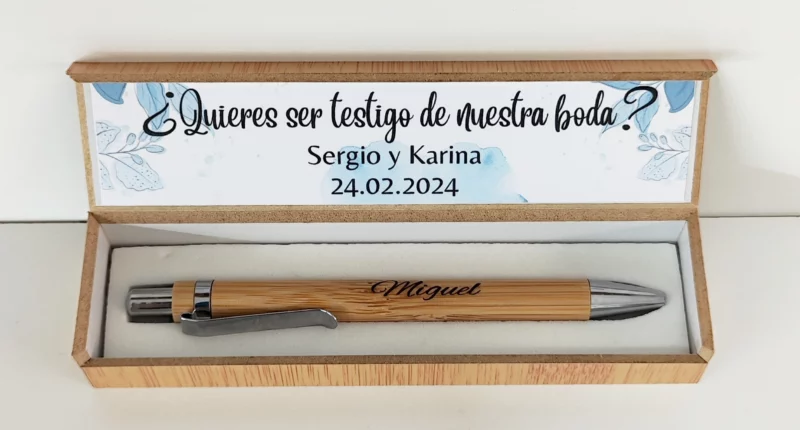 ¿Quieres ser testigo de nuestra boda?
Sergio y Karina
24.02.2024
Miguel